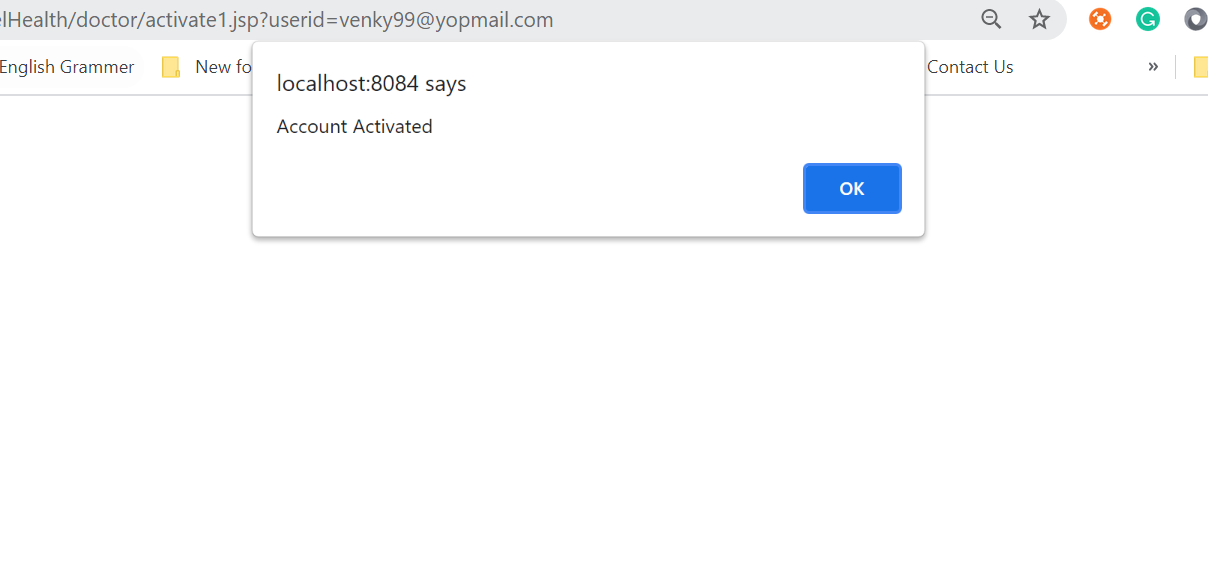 elHealth/doctor/activate1.jsp?userid=venky99@yopmail.com
English Grammer New fo Contact Us »
localhost:8084 says
Account Activated
OK